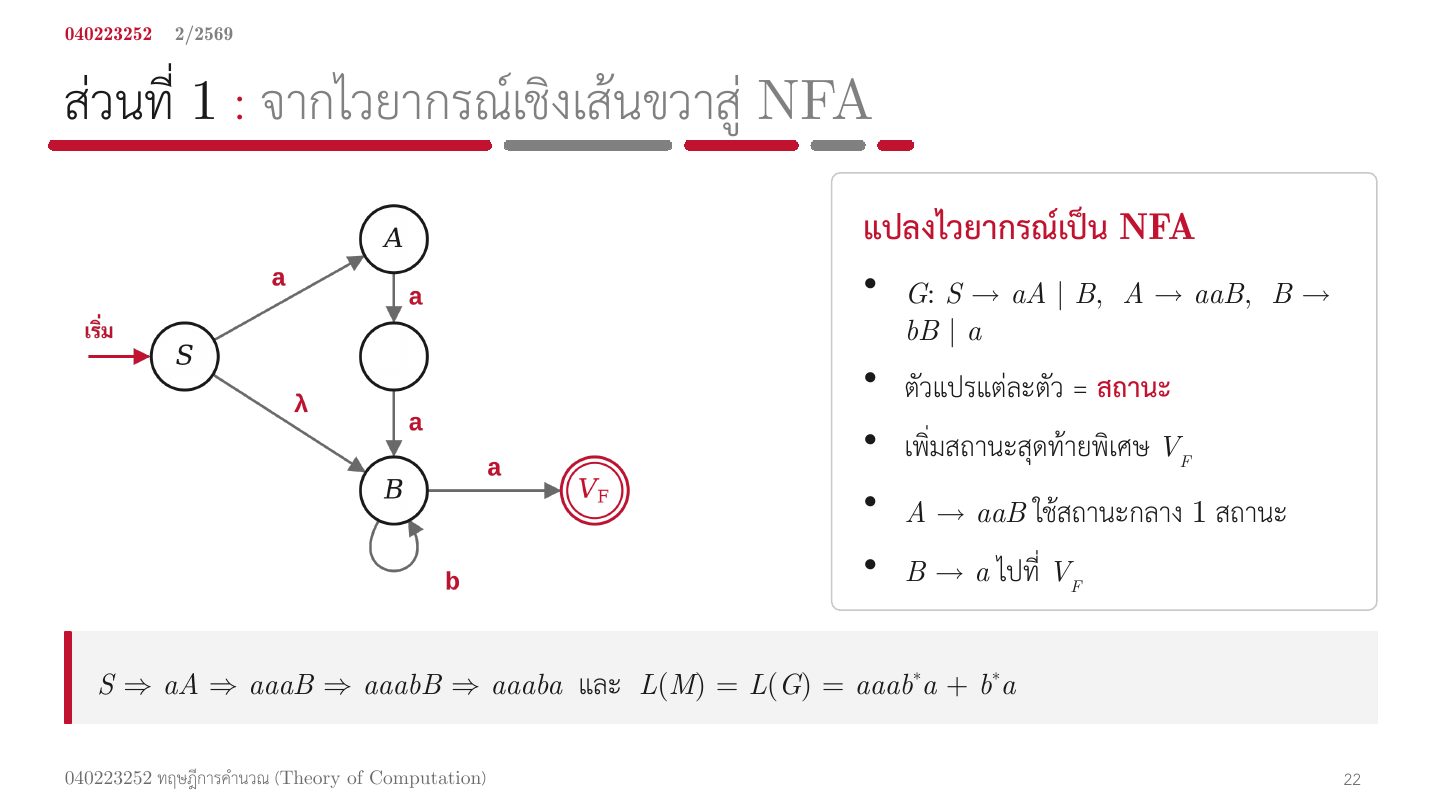 040223252 2/2569
ส่วนที่ 1 : จากไวยากรณ์เชิงเส้นขวาสู่ NFA
A
a
a
เริ่ม
S
λ
a
B
a
V_F
b
แปลงไวยากรณ์เป็น NFA
• G: S → aA | B, A → aaB, B →
bB | a
• ตัวแปรแต่ละตัว = สถานะ
• เพิ่มสถานะสุดท้ายพิเศษ V_F
• A → aaB ใช้สถานะกลาง 1 สถานะ
• B → a ไปที่ V_F
S ⇒ aA ⇒ aaaB ⇒ aaabB ⇒ aaaba และ L(M) = L(G) = aaab*a + b*a
040223252 ทฤษฎีการคำนวณ (Theory of Computation)
22